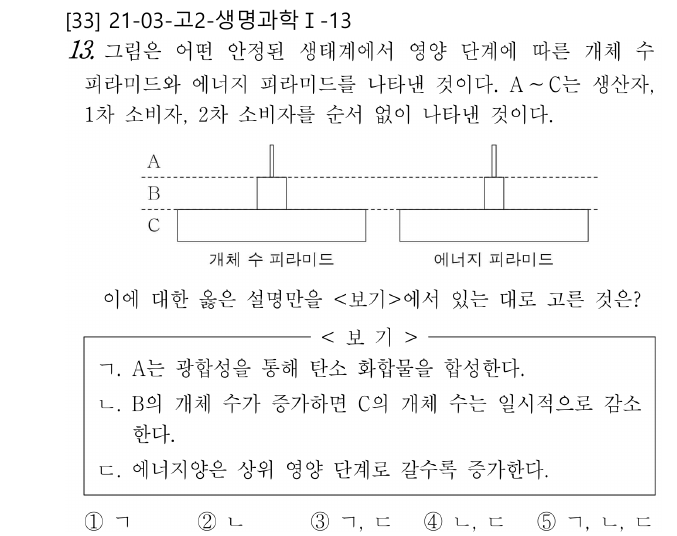 [33] 21-03-고2-생명과학Ⅰ-13
13. 그림은 어떤 안정된 생태계에서 영양 단계에 따른 개체 수
피라미드와 에너지 피라미드를 나타낸 것이다. A～C는 생산자,
1차 소비자, 2차 소비자를 순서 없이 나타낸 것이다.
A
B
C
개체 수 피라미드 에너지 피라미드
이에 대한 옳은 설명만을 <보기>에서 있는 대로 고른 것은?
< 보 기 >
ㄱ. A는 광합성을 통해 탄소 화합물을 합성한다.
ㄴ. B의 개체 수가 증가하면 C의 개체 수는 일시적으로 감소
한다.
ㄷ. 에너지양은 상위 영양 단계로 갈수록 증가한다.
① ㄱ ② ㄴ ③ ㄱ, ㄷ ④ ㄴ, ㄷ ⑤ ㄱ, ㄴ, ㄷ